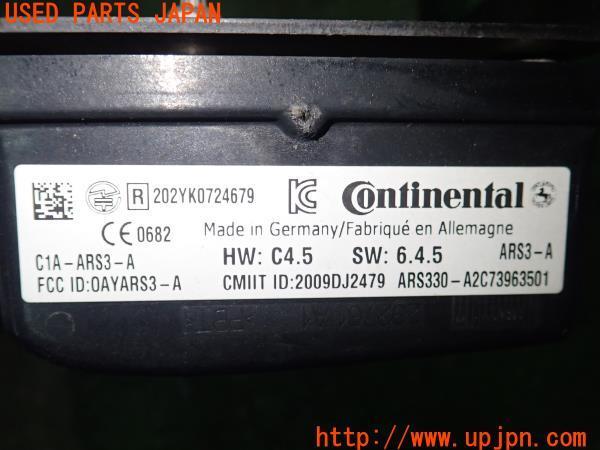 USED PARTS JAPAN
R 202YK0724679
Continental
CE 0682
Made in Germany/Fabriqué en Allemagne
C1A-ARS3-A
HW: C4.5 SW: 6.4.5 ARS3-A
FCC ID:OAYARS3-A CMIIT ID:2009DJ2479 ARS330-A2C73963501
http://www.upjpn.com